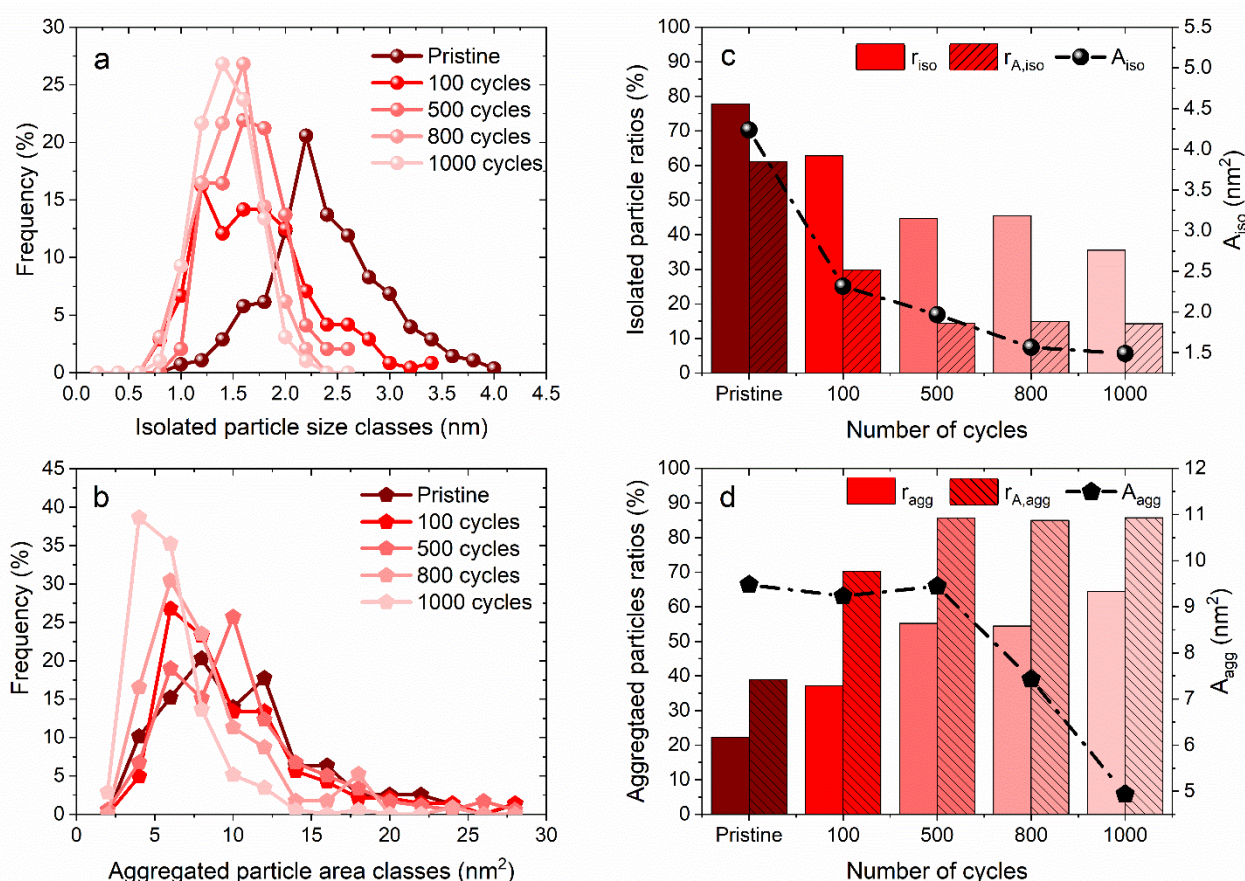 a
Pristine
100 cycles
500 cycles
800 cycles
1000 cycles
30
25
20
15
10
5
0
Frequency (%)
0.0 0.5 1.0 1.5 2.0 2.5 3.0 3.5 4.0 4.5
Isolated particle size classes (nm)
c
r_iso r_A,iso A_iso
100
90
80
70
60
50
40
30
20
10
0
Isolated particle ratios (%)
5.5
5.0
4.5
4.0
3.5
3.0
2.5
2.0
1.5
A_iso (nm²)
Pristine 100 500 800 1000
Number of cycles
b
Pristine
100 cycles
500 cycles
800 cycles
1000 cycles
45
40
35
30
25
20
15
10
5
0
Frequency (%)
0 5 10 15 20 25 30
Aggregated particle area classes (nm²)
d
r_agg r_A,agg A_agg
100
90
80
70
60
50
40
30
20
10
0
Aggregtaed particles ratios (%)
12
11
10
9
8
7
6
5
A_agg (nm²)
Pristine 100 500 800 1000
Number of cycles